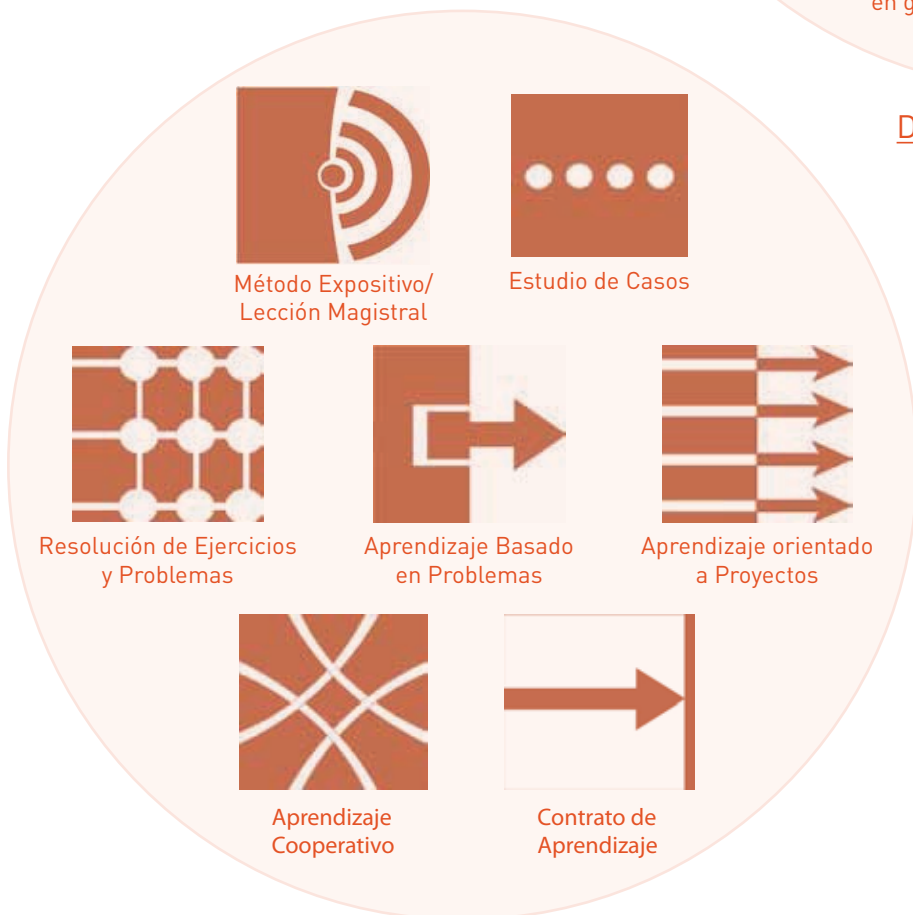 en g
D
Método Expositivo/
Lección Magistral
Estudio de Casos
Resolución de Ejercicios
y Problemas
Aprendizaje Basado
en Problemas
Aprendizaje orientado
a Proyectos
Aprendizaje
Cooperativo
Contrato de
Aprendizaje